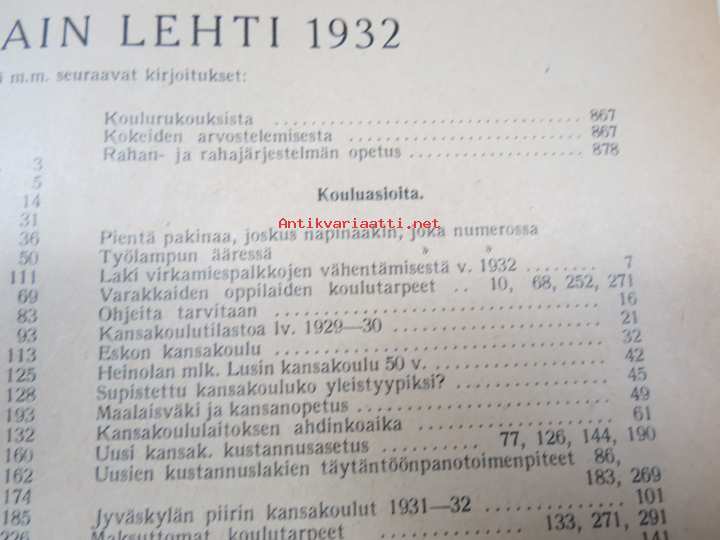 AIN LEHTI 1932
m.m. seuraavat kirjoitukset:
Koulurukouksista ........ 867
Kokeiden arvostelemisesta ........ 867
Rahan- ja rahajärjestelmän opetus ........ 878
3
5
14
31
36
50
111
69
83
93
113
125
128
193
132
160
162
174
185
226
Kouluasioita.
Antikvariaatti.net
Pientä pakinaa, joskus napinaakin, joka numerossa
Työlampun ääressä » »
Laki virkamiespalkkojen vähentämisestä v. 1932 ........ 7
Varakkaiden oppilaiden koulutarpeet .. 10, 68, 252, 271
Ohjeita tarvitaan ........ 16
Kansakoulutilastoa lv. 1929—30 ........ 21
Eskon kansakoulu ........ 32
Heinolan mlk. Lusin kansakoulu 50 v. ........ 42
Supistettu kansakouluko yleistyypiksi? ........ 45
Maalaisväki ja kansanopetus ........ 49
Kansakoululaitoksen ahdinkoaika ........ 61
Uusi kansak. kustannusasetus ........ 77, 126, 144, 190
Uusien kustannuslakien täytäntöönpanotoimenpiteet 86,
183, 269
Jyväskylän piirin kansakoulut 1931—32 ........ 101
Maksuttomat koulutarpeet ........ 133, 271, 291
141